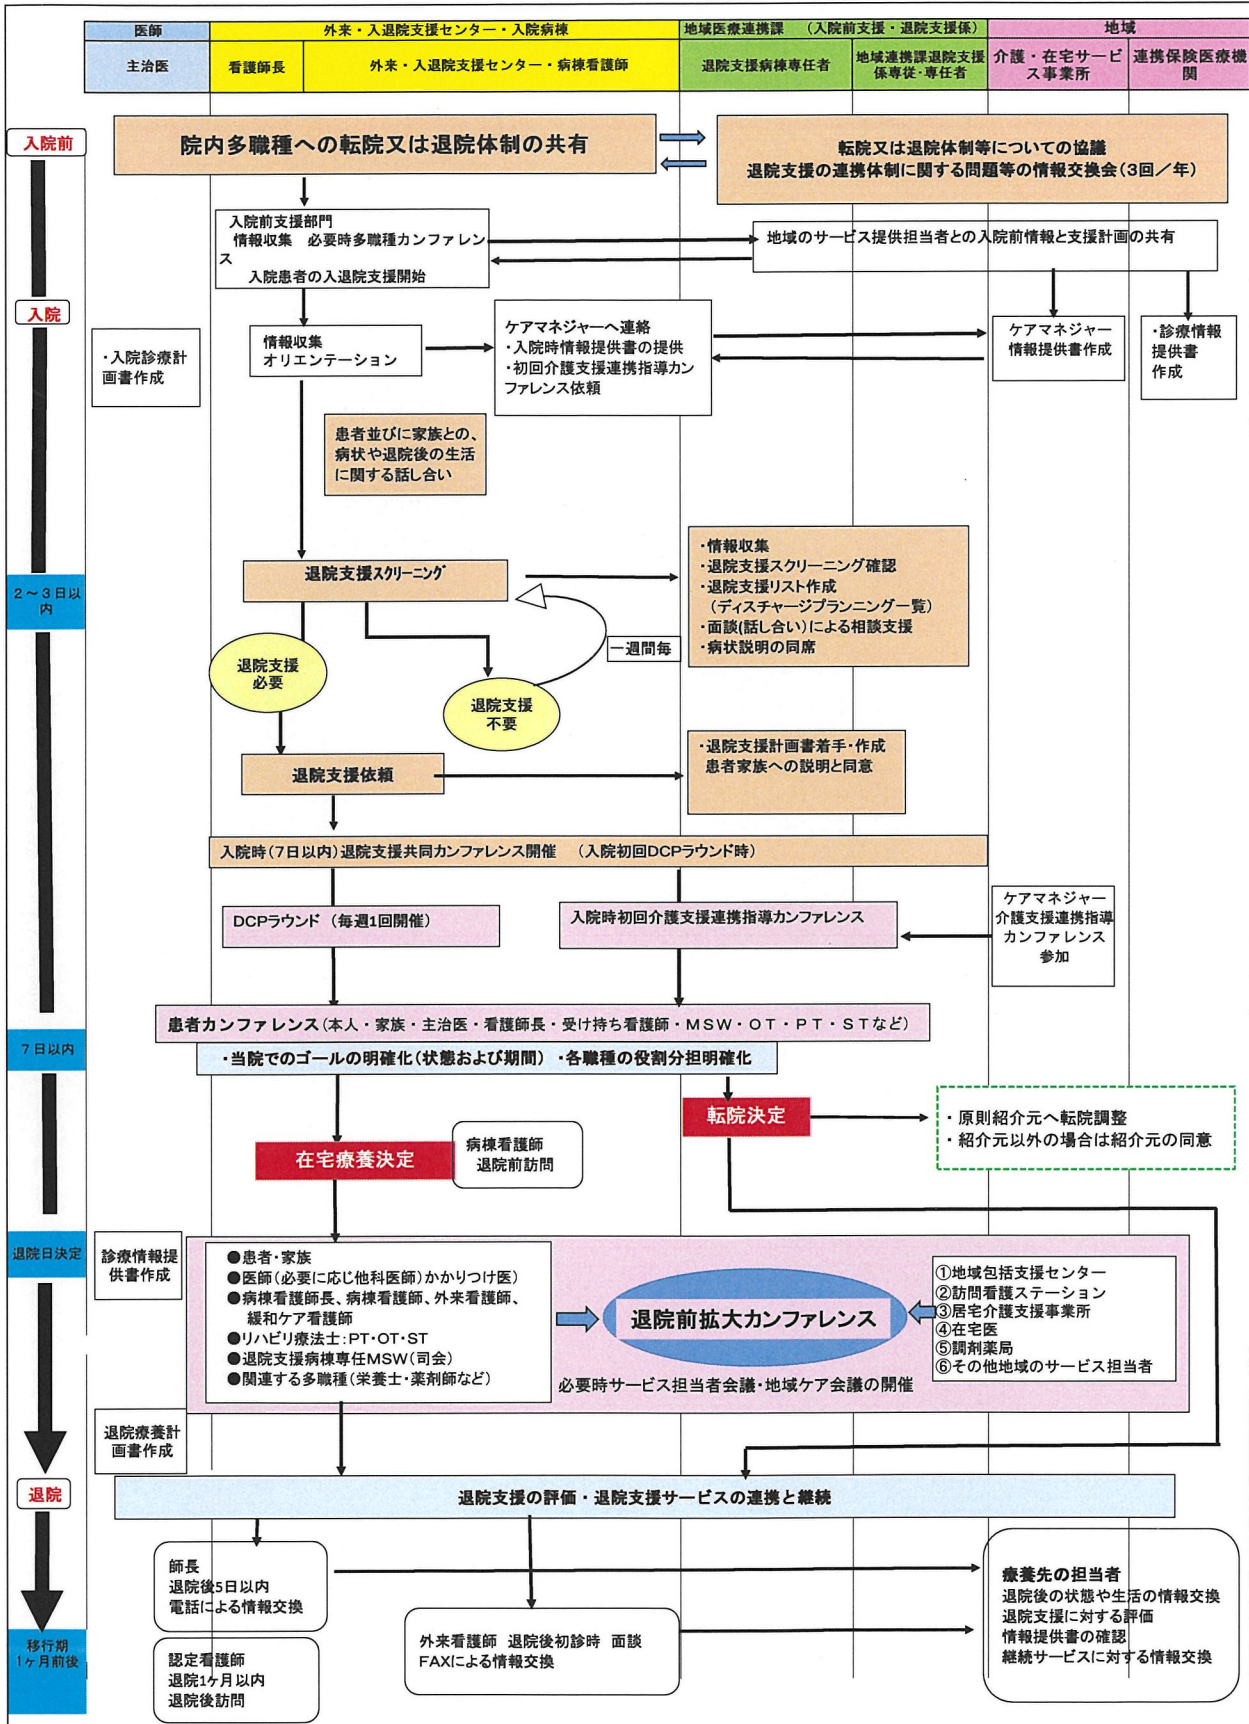 医師
外来・入退院支援センター・入院病棟
地域医療連携課　（入院前支援・退院支援係）
地域
主治医
看護師長
外来・入退院支援センター・病棟看護師
退院支援病棟専任者
地域連携課退院支援
係専従・専任者
介護・在宅サービ
ス事業所
連携保険医療機
関
入院前
院内多職種への転院又は退院体制の共有
転院又は退院体制等についての協議
退院支援の連携体制に関する問題等の情報交換会（3回／年）
入院前支援部門
情報収集　必要時多職種カンファレン
ス
入院患者の入退院支援開始
地域のサービス提供担当者との入院前情報と支援計画の共有
入院
・入院診療計
画書作成
情報収集
オリエンテーション
ケアマネジャーへ連絡
・入院時情報提供書の提供
・初回介護支援連携指導カン
ファレンス依頼
ケアマネジャー
情報提供書作成
・診療情報
提供書
作成
患者並びに家族との、
病状や退院後の生活
に関する話し合い
2～3日以
内
退院支援スクリーニング
・情報収集
・退院支援スクリーニング確認
・退院支援リスト作成
（ディスチャージプランニング一覧）
・面談(話し合い)による相談支援
・病状説明の同席
一週間毎
退院支援
必要
退院支援
不要
退院支援依頼
・退院支援計画書着手・作成
患者家族への説明と同意
入院時（7日以内）退院支援共同カンファレンス開催　（入院初回DCPラウンド時）
DCPラウンド　（毎週1回開催）
入院時初回介護支援連携指導カンファレンス
ケアマネジャー
介護支援連携指導
カンファレンス
参加
患者カンファレンス（本人・家族・主治医・看護師長・受け持ち看護師・MSW・OT・PT・STなど）
7日以内
・当院でのゴールの明確化（状態および期間）　・各職種の役割分担明確化
転院決定
・原則紹介元へ転院調整
・紹介元以外の場合は紹介元の同意
在宅療養決定
病棟看護師
退院前訪問
退院日決定
診療情報提
供書作成
●患者・家族
●医師（必要に応じ他科医師）かかりつけ医）
●病棟看護師長、病棟看護師、外来看護師、
緩和ケア看護師
●リハビリ療法士：PT・OT・ST
●退院支援病棟専任MSW（司会）
●関連する多職種（栄養士・薬剤師など）
退院前拡大カンファレンス
①地域包括支援センター
②訪問看護ステーション
③居宅介護支援事業所
④在宅医
⑤調剤薬局
⑥その他地域のサービス担当者
必要時サービス担当者会議・地域ケア会議の開催
退院療養計
画書作成
退院
退院支援の評価・退院支援サービスの連携と継続
師長
退院後5日以内
電話による情報交換
外来看護師　退院後初診時　面談
FAXによる情報交換
療養先の担当者
退院後の状態や生活の情報交換
退院支援に対する評価
情報提供書の確認
継続サービスに対する情報交換
移行期
1ヶ月前後
認定看護師
退院1ヶ月以内
退院後訪問